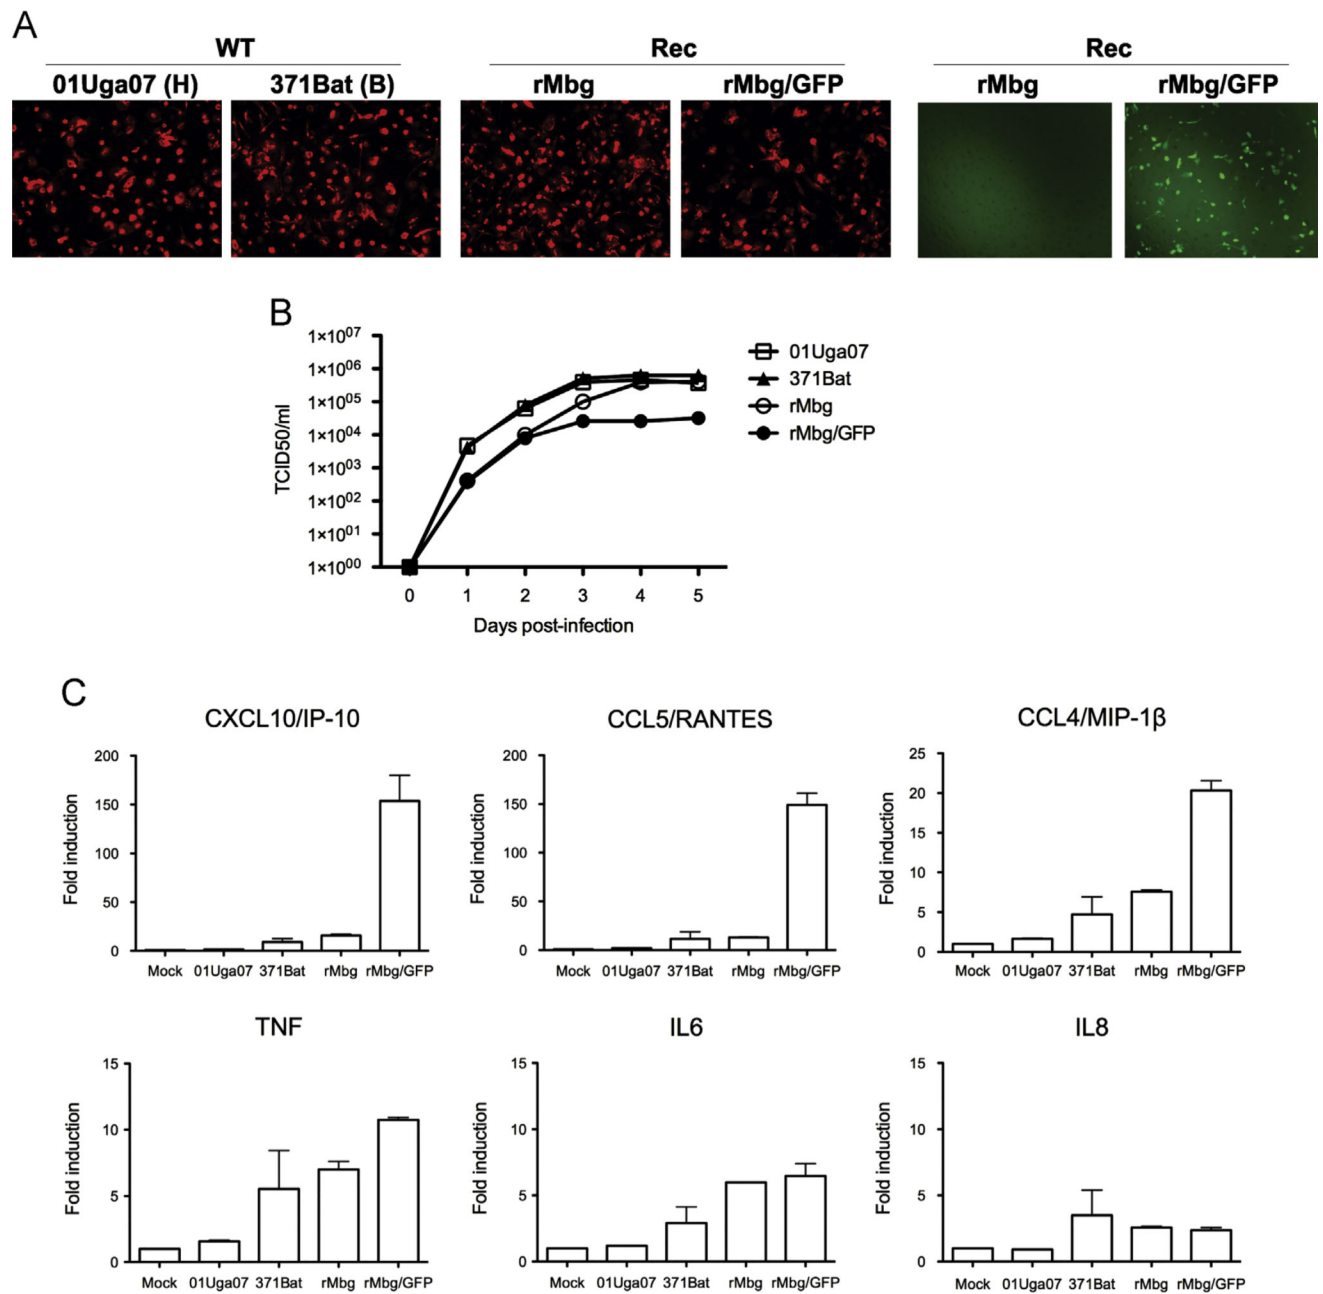 A
WT
Rec
Rec
01Uga07 (H)
371Bat (B)
rMbg
rMbg/GFP
rMbg
rMbg/GFP
B
1×10⁰⁷
1×10⁰⁶
1×10⁰⁵
1×10⁰⁴
1×10⁰³
1×10⁰²
1×10⁰¹
1×10⁰⁰
TCID50/ml
0 1 2 3 4 5
Days post-infection
01Uga07
371Bat
rMbg
rMbg/GFP
C
CXCL10/IP-10
200
150
100
50
0
Fold induction
Mock 01Uga07 371Bat rMbg rMbg/GFP
CCL5/RANTES
200
150
100
50
0
Fold induction
Mock 01Uga07 371Bat rMbg rMbg/GFP
CCL4/MIP-1β
25
20
15
10
5
0
Fold induction
Mock 01Uga07 371Bat rMbg rMbg/GFP
TNF
15
10
5
0
Fold induction
Mock 01Uga07 371Bat rMbg rMbg/GFP
IL6
15
10
5
0
Fold induction
Mock 01Uga07 371Bat rMbg rMbg/GFP
IL8
15
10
5
0
Fold induction
Mock 01Uga07 371Bat rMbg rMbg/GFP